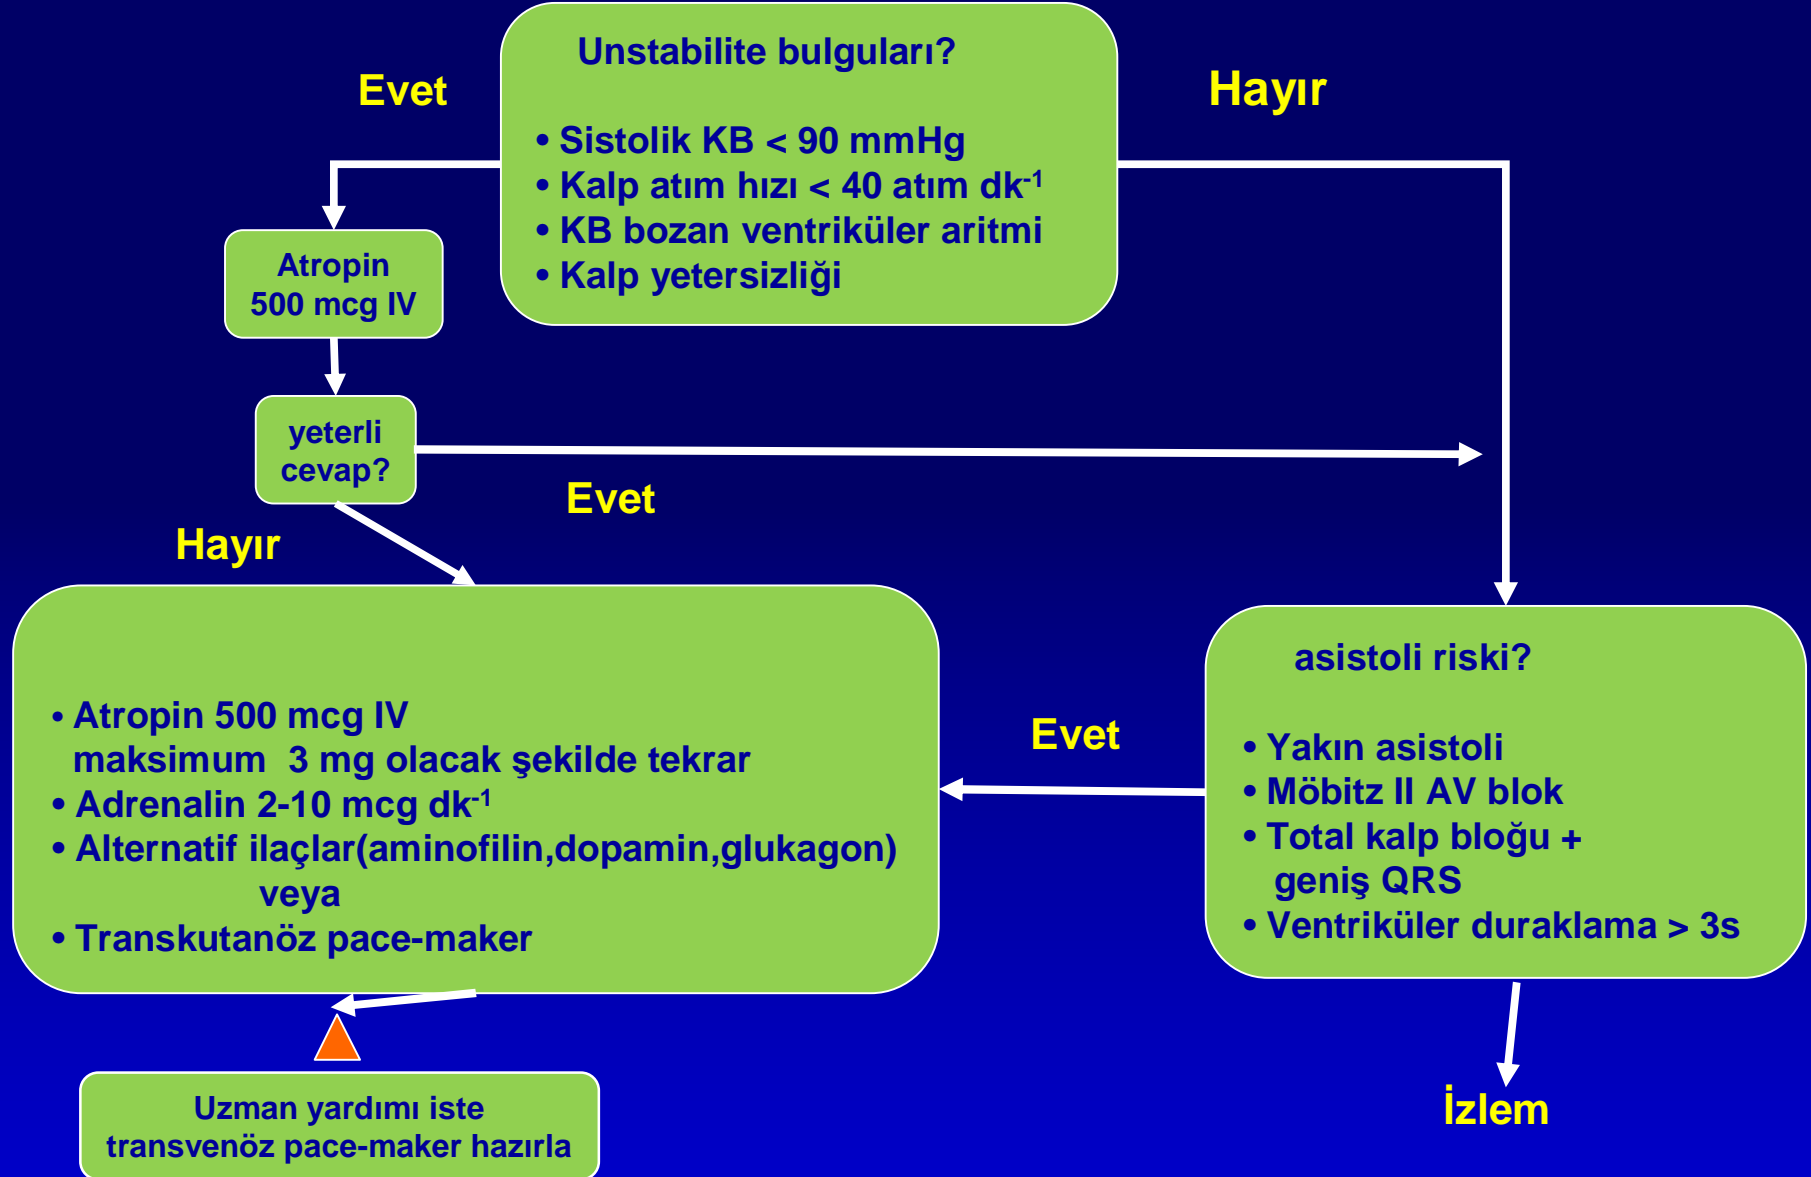 Unstabilite bulguları?
Evet
Hayır
• Sistolik KB < 90 mmHg
• Kalp atım hızı < 40 atım dk-1
• KB bozan ventriküler aritmi
• Kalp yetersizliği
Atropin
500 mcg IV
yeterli
cevap?
Evet
Hayır
• Atropin 500 mcg IV
maksimum 3 mg olacak şekilde tekrar
• Adrenalin 2-10 mcg dk-1
• Alternatif ilaçlar(aminofilin,dopamin,glukagon)
veya
• Transkutanöz pace-maker
Evet
asistoli riski?
• Yakın asistoli
• Möbitz II AV blok
• Total kalp bloğu +
geniş QRS
• Ventriküler duraklama > 3s
Uzman yardımı iste
transvenöz pace-maker hazırla
İzlem